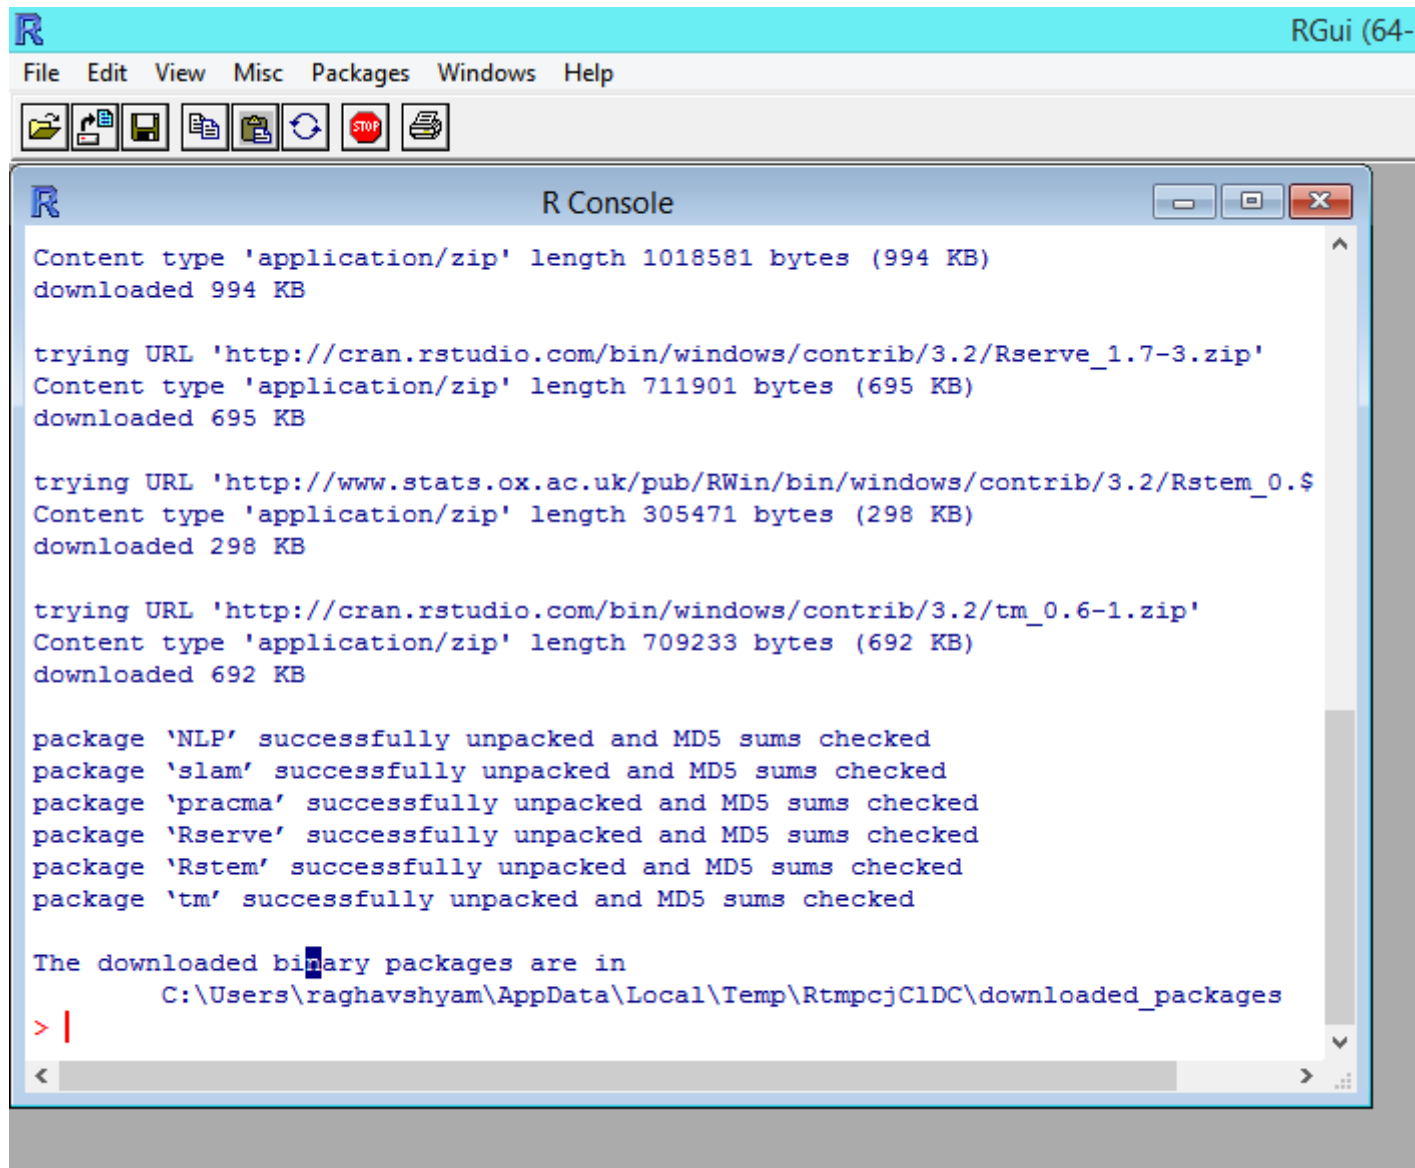 RGui (64-
File Edit View Misc Packages Windows Help
STOP
R Console
Content type 'application/zip' length 1018581 bytes (994 KB)
downloaded 994 KB
trying URL 'http://cran.rstudio.com/bin/windows/contrib/3.2/Rserve_1.7-3.zip'
Content type 'application/zip' length 711901 bytes (695 KB)
downloaded 695 KB
trying URL 'http://www.stats.ox.ac.uk/pub/RWin/bin/windows/contrib/3.2/Rstem_0.$
Content type 'application/zip' length 305471 bytes (298 KB)
downloaded 298 KB
trying URL 'http://cran.rstudio.com/bin/windows/contrib/3.2/tm_0.6-1.zip'
Content type 'application/zip' length 709233 bytes (692 KB)
downloaded 692 KB
package ‘NLP’ successfully unpacked and MD5 sums checked
package ‘slam’ successfully unpacked and MD5 sums checked
package ‘pracma’ successfully unpacked and MD5 sums checked
package ‘Rserve’ successfully unpacked and MD5 sums checked
package ‘Rstem’ successfully unpacked and MD5 sums checked
package ‘tm’ successfully unpacked and MD5 sums checked
The downloaded binary packages are in
C:\Users\raghavshyam\AppData\Local\Temp\RtmpcjClDC\downloaded_packages
>